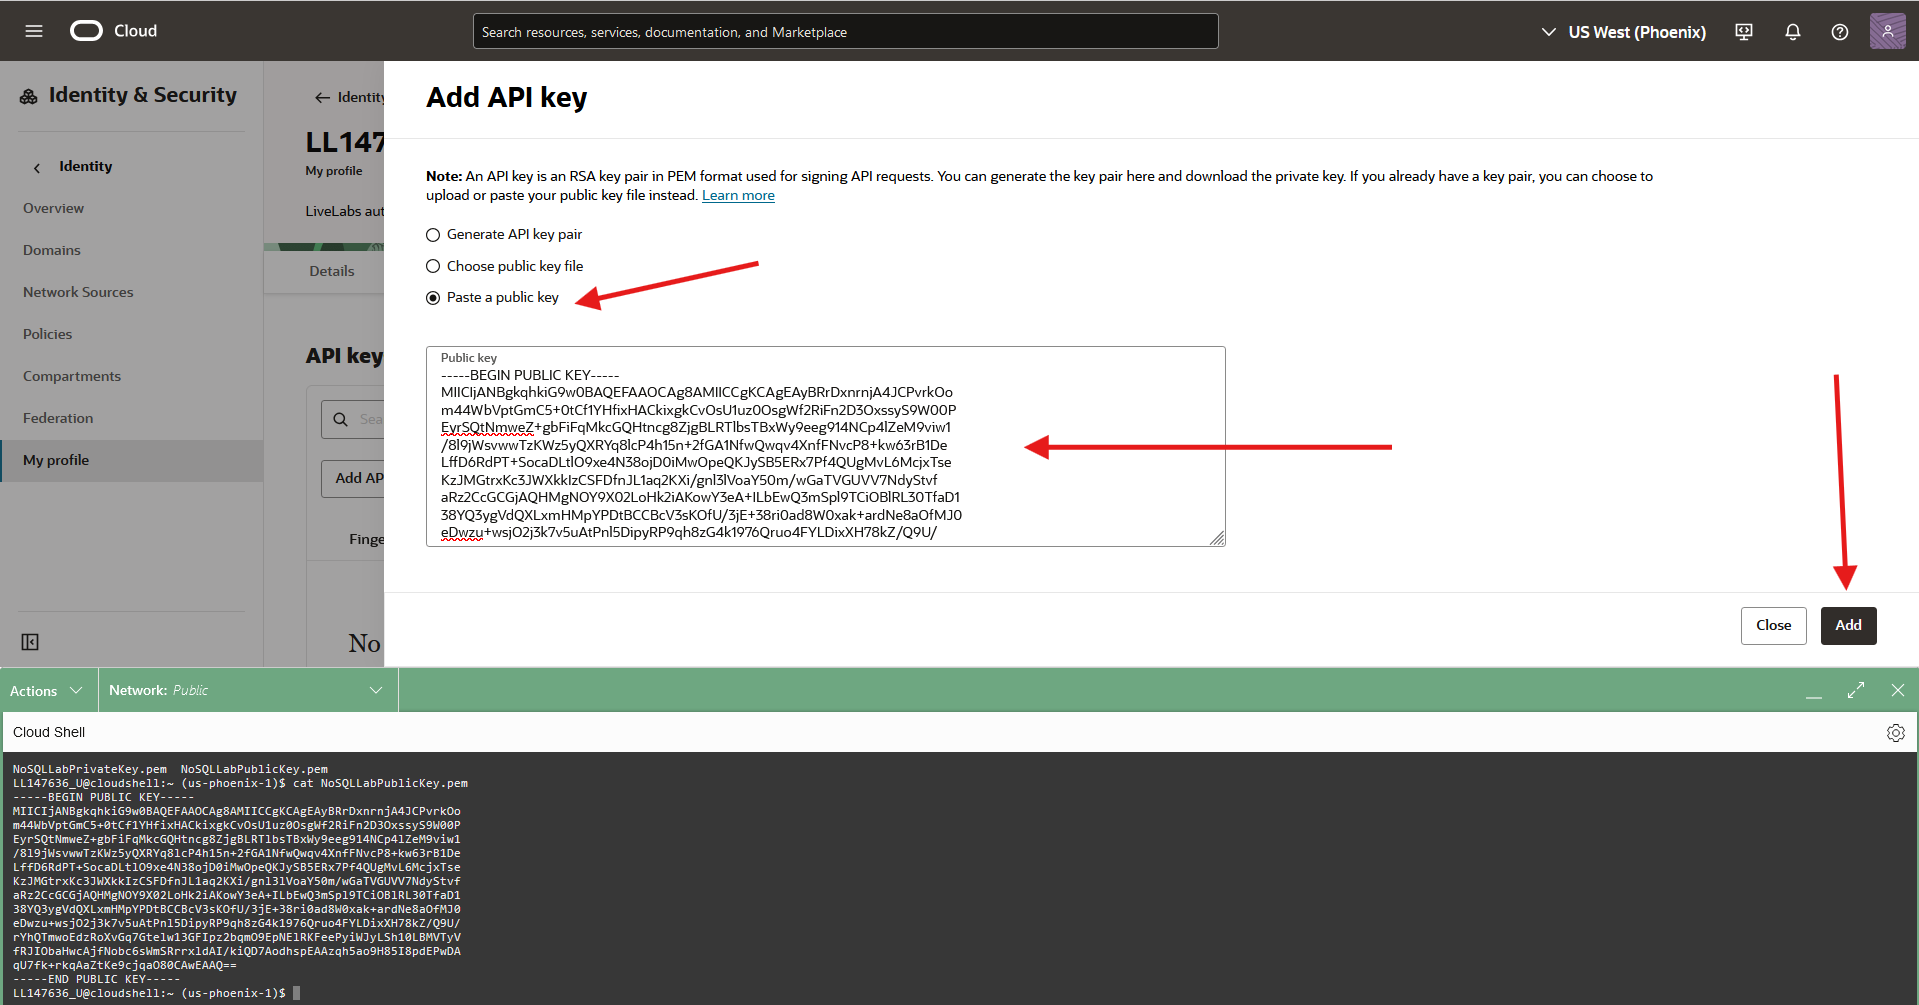 Cloud
Search resources, services, documentation, and Marketplace
US West (Phoenix)
Identity & Security
Identity
Overview
Domains
Network Sources
Policies
Compartments
Federation
My profile
Identity
LL147
My profile
LiveLabs aut
Details
API key
Sea
Add AP
Finge
No
Add API key
Note: An API key is an RSA key pair in PEM format used for signing API requests. You can generate the key pair here and download the private key. If you already have a key pair, you can choose to
upload or paste your public key file instead. Learn more
Generate API key pair
Choose public key file
Paste a public key
Public key
-----BEGIN PUBLIC KEY-----
MIICIjANBgkqhkiG9w0BAQEFAAOCAg8AMIICCgKCAgEAyBRrDxnrnjA4JCPvrkOo
m44WbVptGmC5+0tCf1YHfixHACkixgkCvOsU1uz0OsgWf2RiFn2D3OxssyS9W00P
EyrSQtNmweZ+gbFiFqMkcGQHtncg8ZjgBLRTlbsTBxWy9eeg914NCp4lZeM9viw1
/8l9jWsvwwTzKWz5yQXRYq8lcP4h15n+2fGA1NfwQwqv4XnfFNvcP8+kw63rB1De
LffD6RdPT+SocaDLtlO9xe4N38ojD0iMwOpeQKJySB5ERx7Pf4QUgMvL6McjxTse
KzJMGtrxKc3JWXkkIzCSFDfnJL1aq2KXi/gnl3lVoaY50m/wGaTVGUVV7NdyStvf
aRz2CcGCGjAQHMgNOY9X02LoHk2iAKowY3eA+ILbEwQ3mSpl9TCiOBlRL30TfaD1
38YQ3ygVdQXLxmHMpYPDtBCCBcV3sKOfU/3jE+38ri0ad8W0xak+ardNe8aOfMJ0
eDwzu+wsjO2j3k7v5uAtPnl5DipyRP9qh8zG4k1976Qruo4FYLDixXH78kZ/Q9U/
Close
Add
Actions
Network: Public
Cloud Shell
NoSQLLabPrivateKey.pem NoSQLLabPublicKey.pem
LL147636_U@cloudshell:~ (us-phoenix-1)$ cat NoSQLLabPublicKey.pem
-----BEGIN PUBLIC KEY-----
MIICIjANBgkqhkiG9w0BAQEFAAOCAg8AMIICCgKCAgEAyBRrDxnrnjA4JCPvrkOo
m44WbVptGmC5+0tCf1YHfixHACkixgkCvOsU1uz0OsgWf2RiFn2D3OxssyS9W00P
EyrSQtNmweZ+gbFiFqMkcGQHtncg8ZjgBLRTlbsTBxWy9eeg914NCp4lZeM9viw1
/8l9jWsvwwTzKWz5yQXRYq8lcP4h15n+2fGA1NfwQwqv4XnfFNvcP8+kw63rB1De
LffD6RdPT+SocaDLtlO9xe4N38ojD0iMwOpeQKJySB5ERx7Pf4QUgMvL6McjxTse
KzJMGtrxKc3JWXkkIzCSFDfnJL1aq2KXi/gnl3lVoaY50m/wGaTVGUVV7NdyStvf
aRz2CcGCGjAQHMgNOY9X02LoHk2iAKowY3eA+ILbEwQ3mSpl9TCiOBlRL30TfaD1
38YQ3ygVdQXLxmHMpYPDtBCCBcV3sKOfU/3jE+38ri0ad8W0xak+ardNe8aOfMJ0
eDwzu+wsjO2j3k7v5uAtPnl5DipyRP9qh8zG4k1976Qruo4FYLDixXH78kZ/Q9U/
rYhQTmwoEdzRoXvGq7Gtelw13GFIpz2bqmO9EpNElRKFeePyiWJyLSh10LBMVTyV
fRJIObaHwcAjfNobc6sWmSRrrxldAI/kiQD7AodhspEAAzqh5ao9H85I8pdEPwDA
qU7fk+rkqAaZtKe9cjqaO80CAwEAAQ==
-----END PUBLIC KEY-----
LL147636_U@cloudshell:~ (us-phoenix-1)$